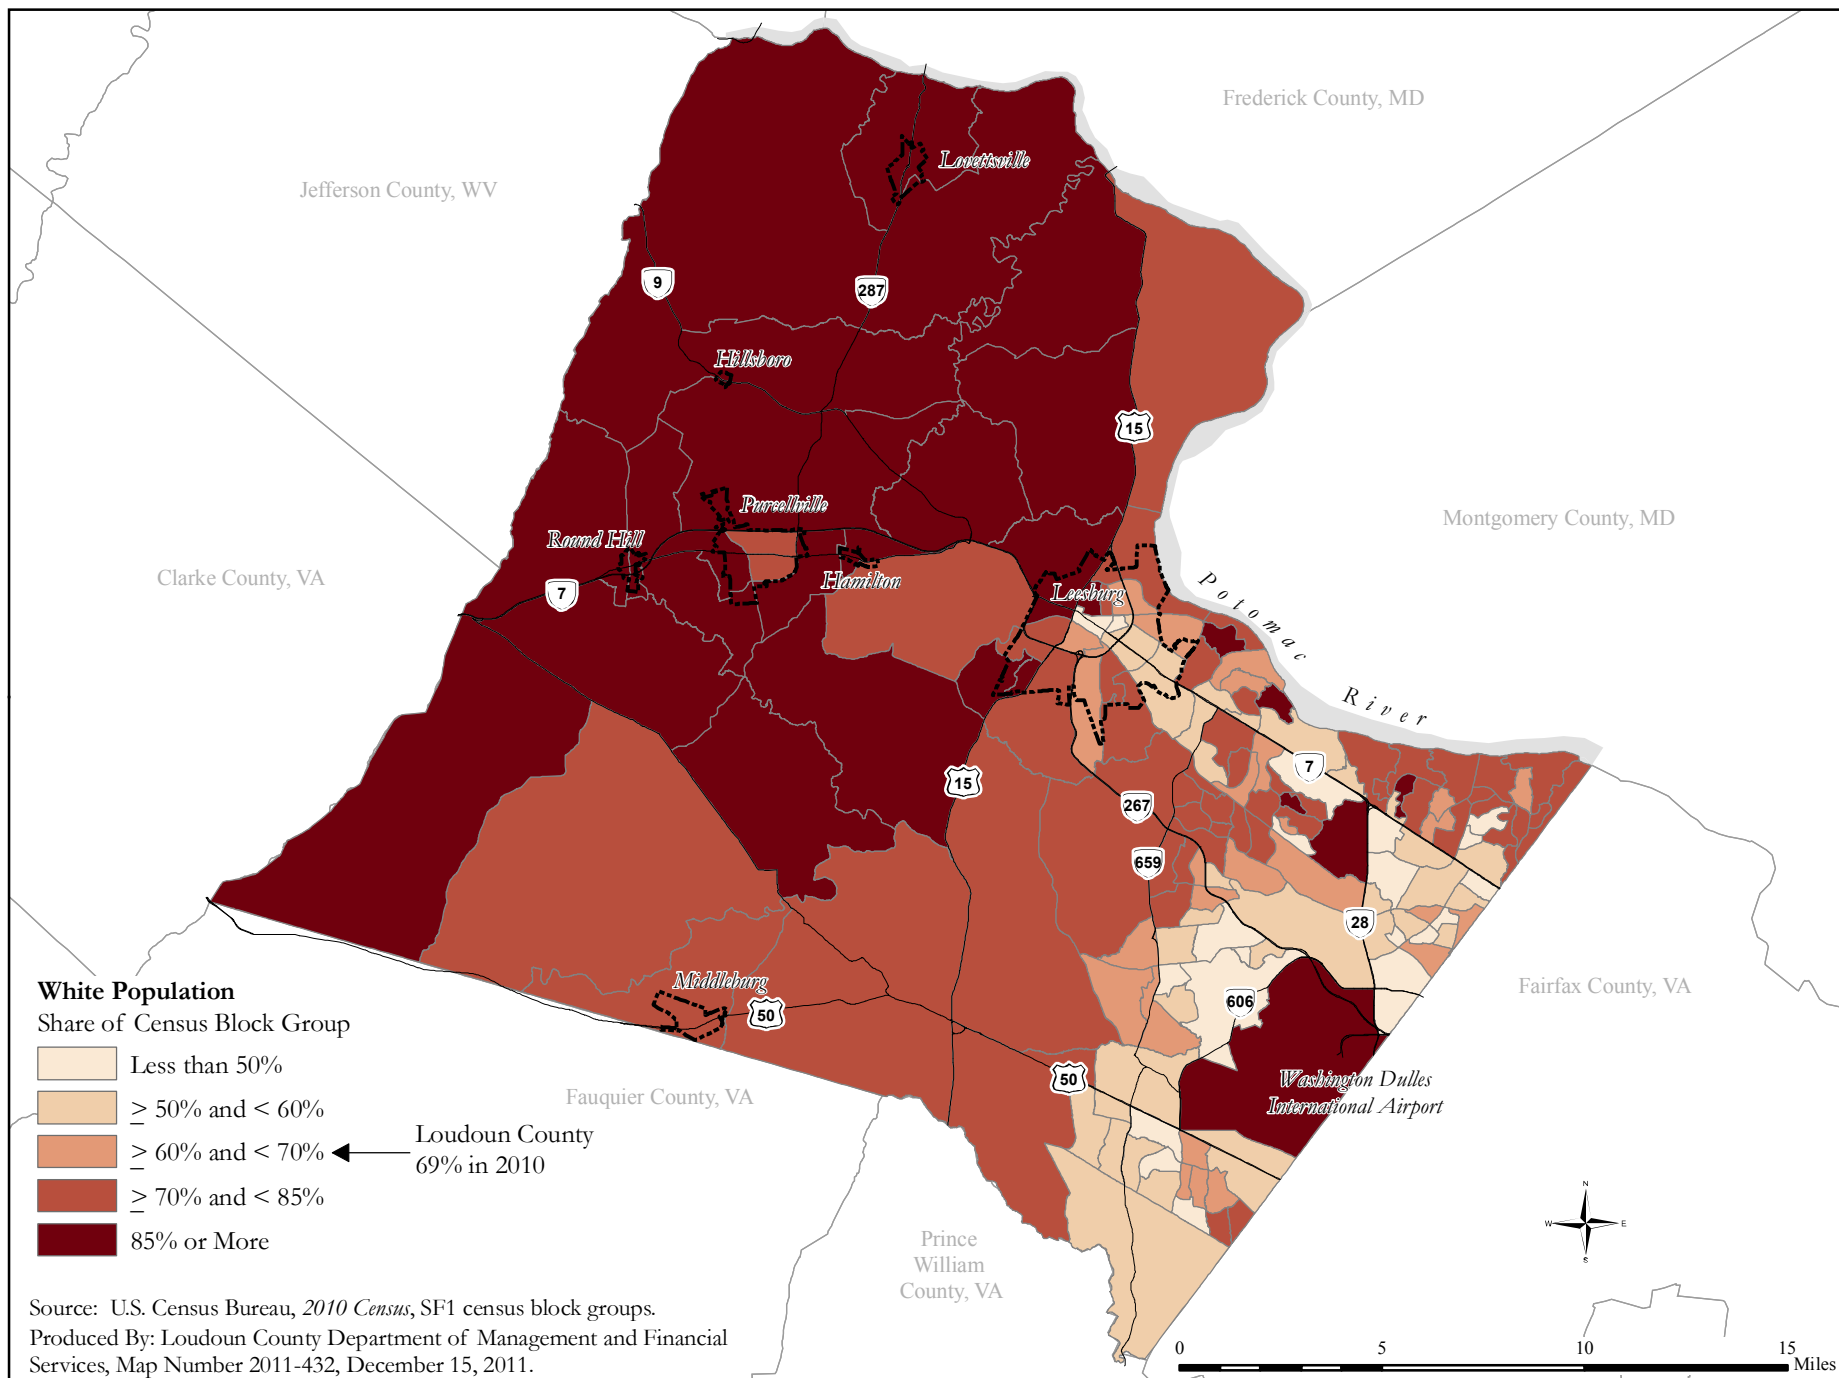 Frederick County, MD
Jefferson County, WV
Lovettsville
9
287
Hillsboro
15
Purcellville
Round Hill
Hamilton
Leesburg
7
Clarke County, VA
Montgomery County, MD
Potomac
River
7
15
267
659
28
606
Middleburg
50
50
Fairfax County, VA
Washington Dulles
International Airport
Fauquier County, VA
Prince
William
County, VA
White Population
Share of Census Block Group
Less than 50%
≥ 50% and < 60%
≥ 60% and < 70%
≥ 70% and < 85%
85% or More
Loudoun County
69% in 2010
N
W
E
S
0 5 10 15
Miles
Source: U.S. Census Bureau, 2010 Census, SF1 census block groups.
Produced By: Loudoun County Department of Management and Financial
Services, Map Number 2011-432, December 15, 2011.